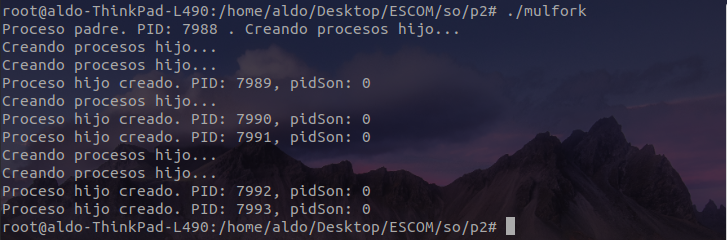 root@aldo-ThinkPad-L490:/home/aldo/Desktop/ESCOM/so/p2# ./mulfork
Proceso padre. PID: 7988 . Creando procesos hijo...
Creando procesos hijo...
Creando procesos hijo...
Proceso hijo creado. PID: 7989, pidSon: 0
Creando procesos hijo...
Proceso hijo creado. PID: 7990, pidSon: 0
Proceso hijo creado. PID: 7991, pidSon: 0
Creando procesos hijo...
Creando procesos hijo...
Proceso hijo creado. PID: 7992, pidSon: 0
Proceso hijo creado. PID: 7993, pidSon: 0
root@aldo-ThinkPad-L490:/home/aldo/Desktop/ESCOM/so/p2#